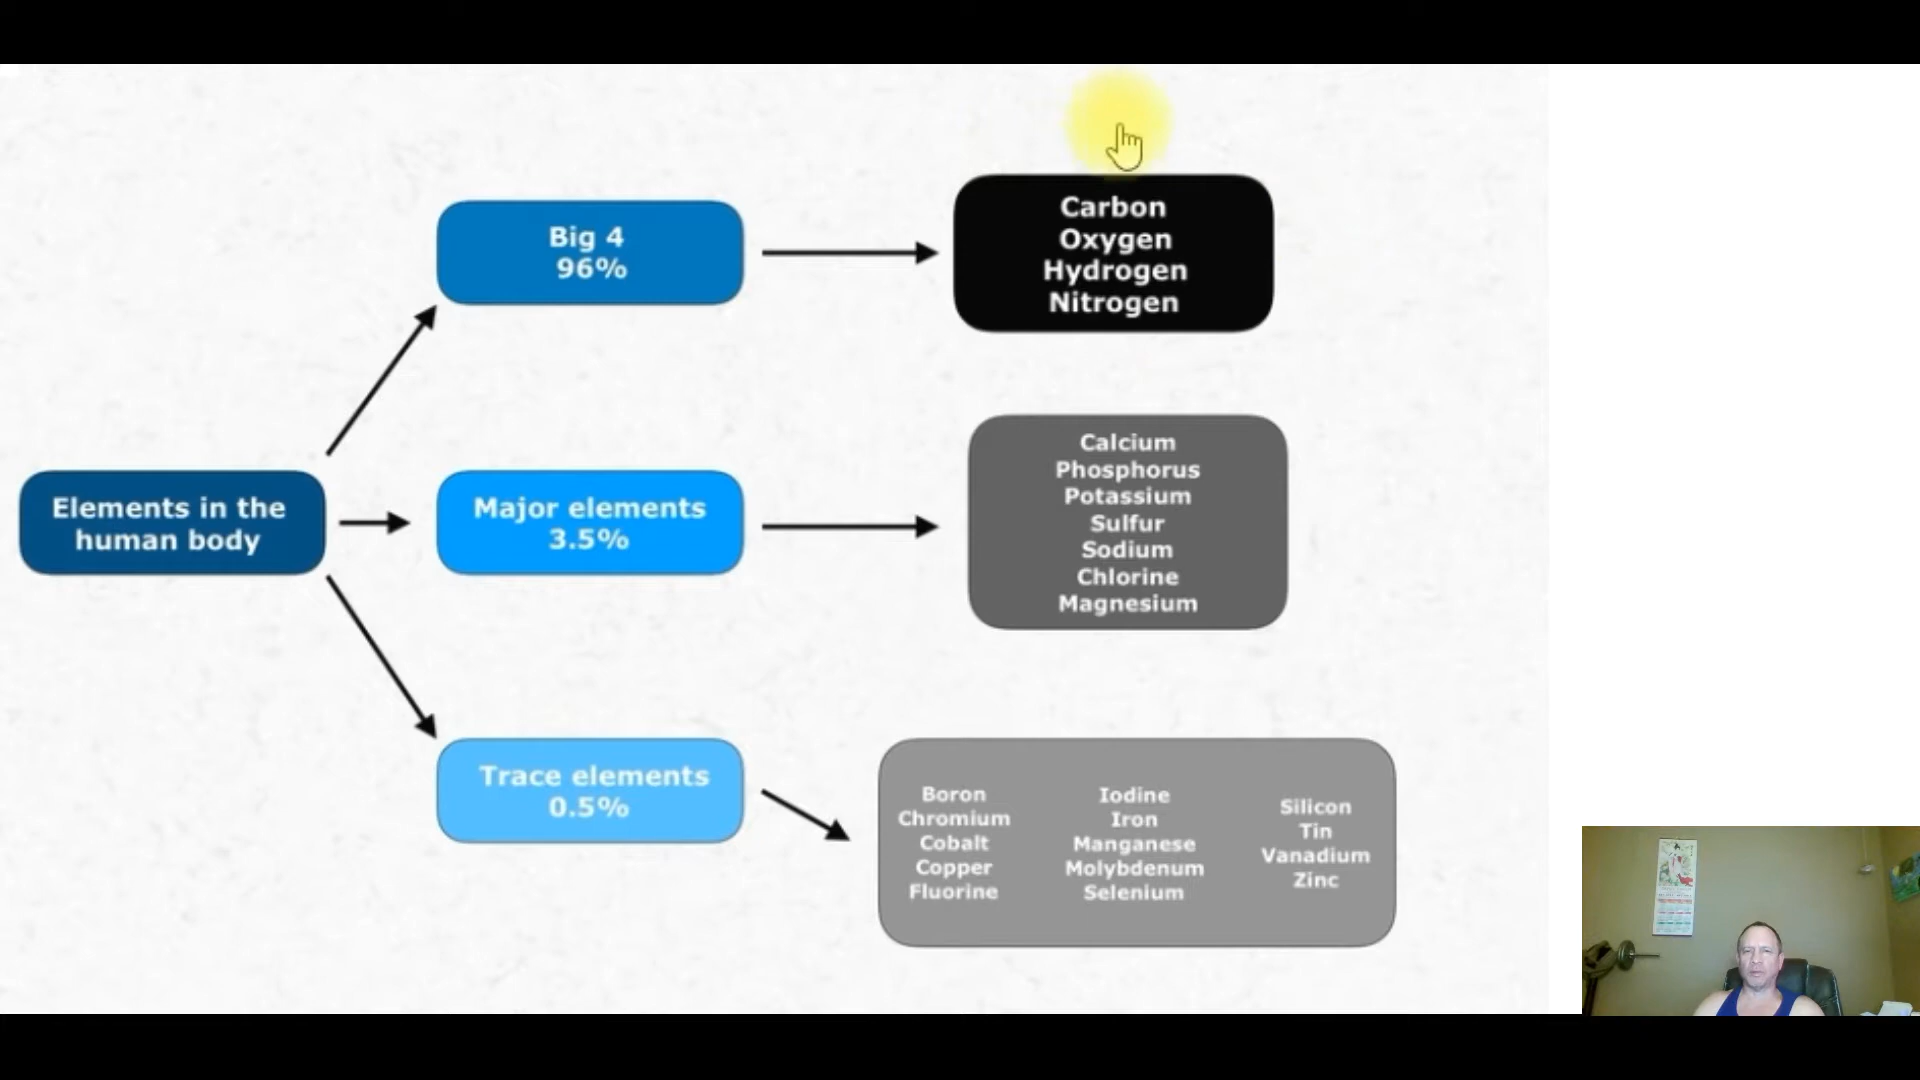 Elements in the
human body
Big 4
96%
Carbon
Oxygen
Hydrogen
Nitrogen
Major elements
3.5%
Calcium
Phosphorus
Potassium
Sulfur
Sodium
Chlorine
Magnesium
Trace elements
0.5%
Boron
Chromium
Cobalt
Copper
Fluorine
Iodine
Iron
Manganese
Molybdenum
Selenium
Silicon
Tin
Vanadium
Zinc